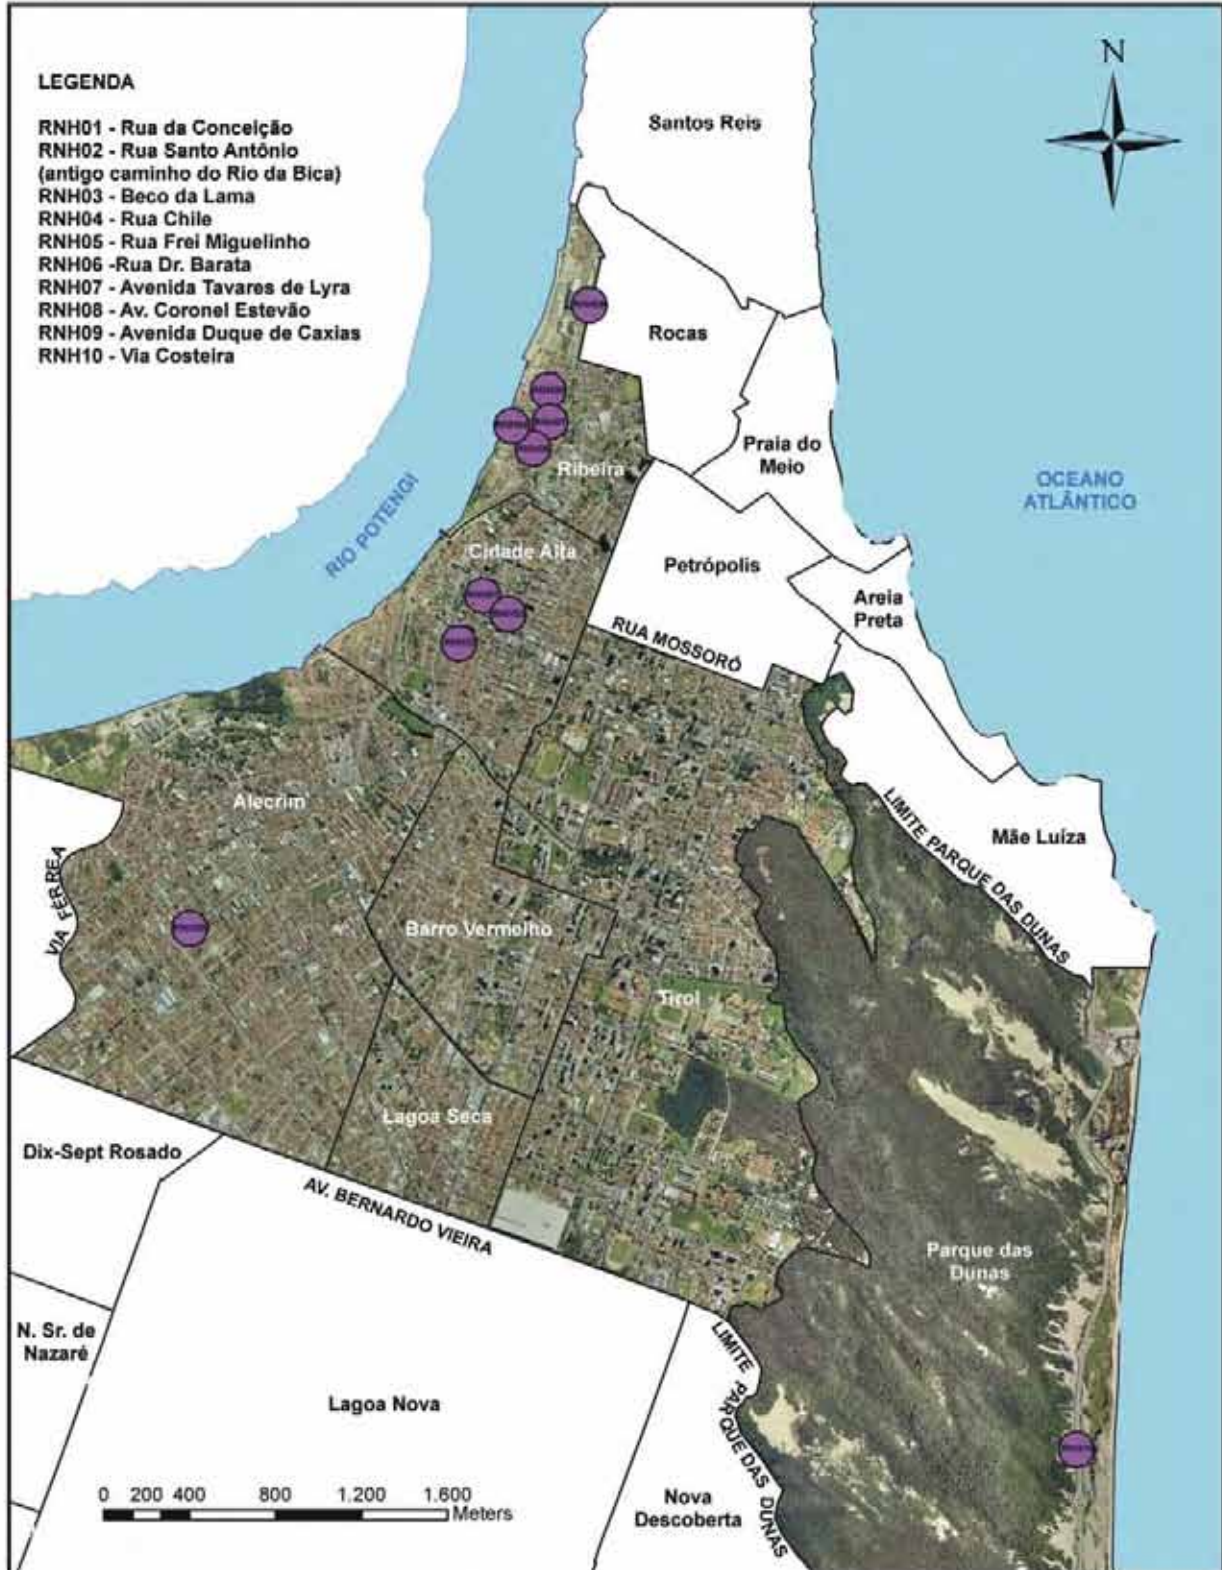 LEGENDA
RNH01 - Rua da Conceição
RNH02 - Rua Santo Antônio
(antigo caminho do Rio da Bica)
RNH03 - Beco da Lama
RNH04 - Rua Chile
RNH05 - Rua Frei Miguelinho
RNH06 -Rua Dr. Barata
RNH07 - Avenida Tavares de Lyra
RNH08 - Av. Coronel Estevão
RNH09 - Avenida Duque de Caxias
RNH10 - Via Costeira
N
Santos Reis
Rocas
Praia do
Meio
Ribeira
OCEANO
ATLÂNTICO
RIO POTENGI
Cidade Alta
Petrópolis
Areia
Preta
RUA MOSSORÓ
Alecrim
LIMITE PARQUE DAS DUNAS
Mãe Luíza
VIA FERREA
Barro Vermelho
Tirol
Lagoa Seca
Dix-Sept Rosado
AV. BERNARDO VIEIRA
Parque das
Dunas
N. Sr. de
Nazaré
LIMITE PARQUE DAS DUNAS
Lagoa Nova
Nova
Descoberta
0 200 400 800 1.200 1.600
Meters